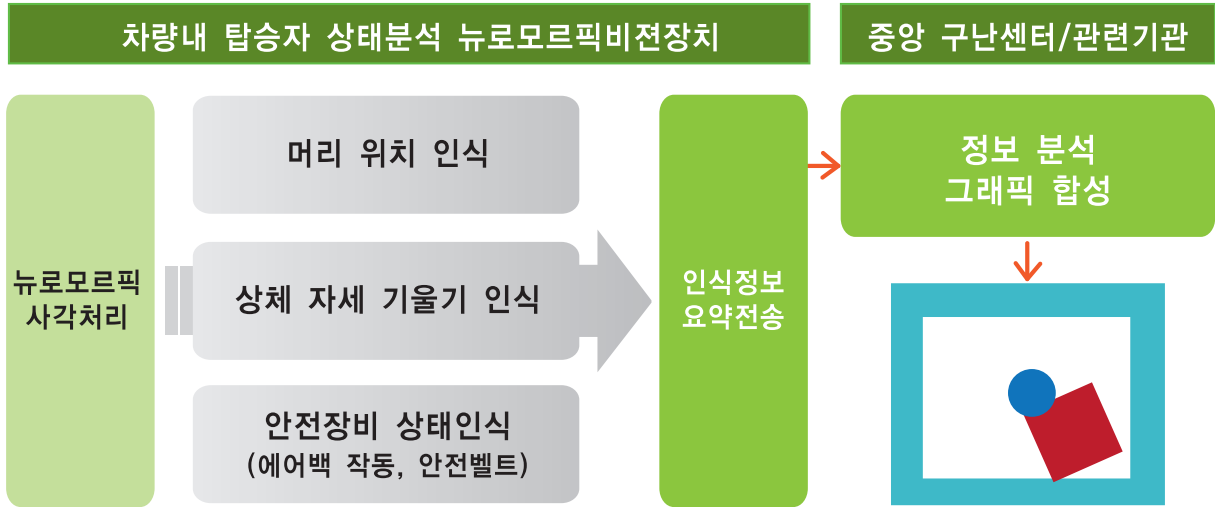 차량내 탑승자 상태분석 뉴로모르픽비젼장치
중앙 구난센터/관련기관
뉴로모르픽
사각처리
머리 위치 인식
상체 자세 기울기 인식
안전장비 상태인식
(에어백 작동, 안전벨트)
인식정보
요약전송
정보 분석
그래픽 합성